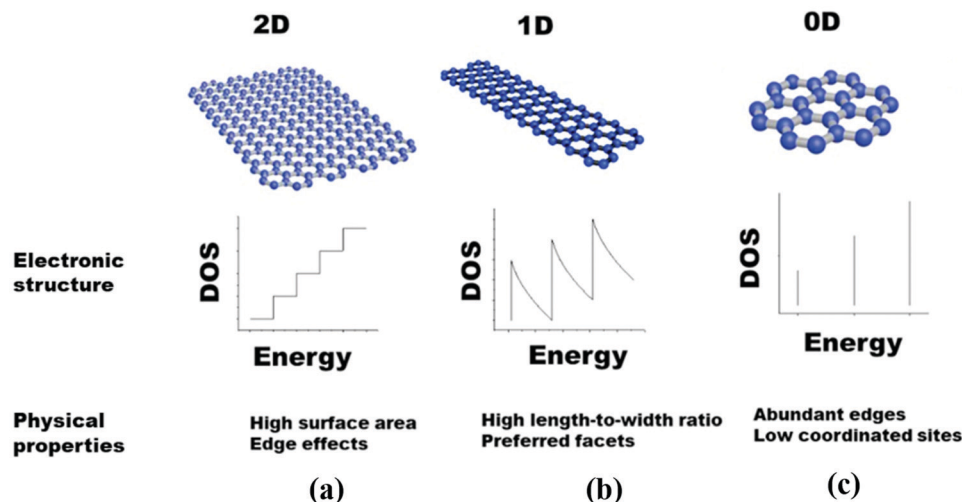 2D 1D 0D
Electronic
structure
DOS DOS DOS
Energy Energy Energy
Physical
properties
High surface area
Edge effects
High length-to-width ratio
Preferred facets
Abundant edges
Low coordinated sites
(a) (b) (c)